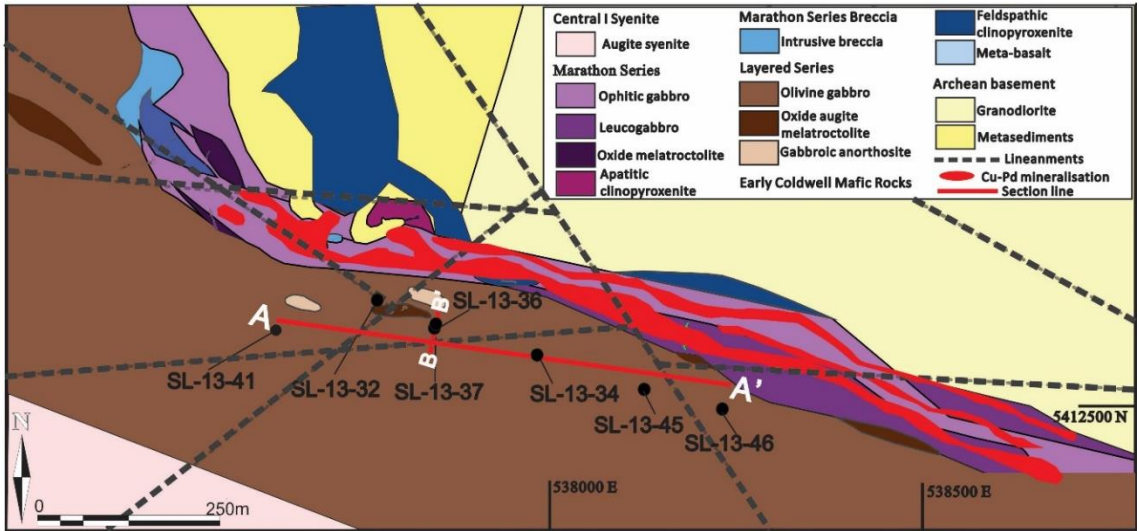 Central I Syenite
Augite syenite
Marathon Series
Ophitic gabbro
Leucogabbro
Oxide melatroctolite
Apatitic
clinopyroxenite
Marathon Series Breccia
Intrusive breccia
Layered Series
Olivine gabbro
Oxide augite
melatroctolite
Gabbroic anorthosite
Early Coldwell Mafic Rocks
Feldspathic
clinopyroxenite
Meta-basalt
Archean basement
Granodiorite
Metasediments
Lineanments
Cu-Pd mineralisation
Section line
A
B'
SL-13-36
B
A'
SL-13-41
SL-13-32
SL-13-37
SL-13-34
SL-13-45
SL-13-46
5412500 N
N
0
250m
538000 E
538500 E